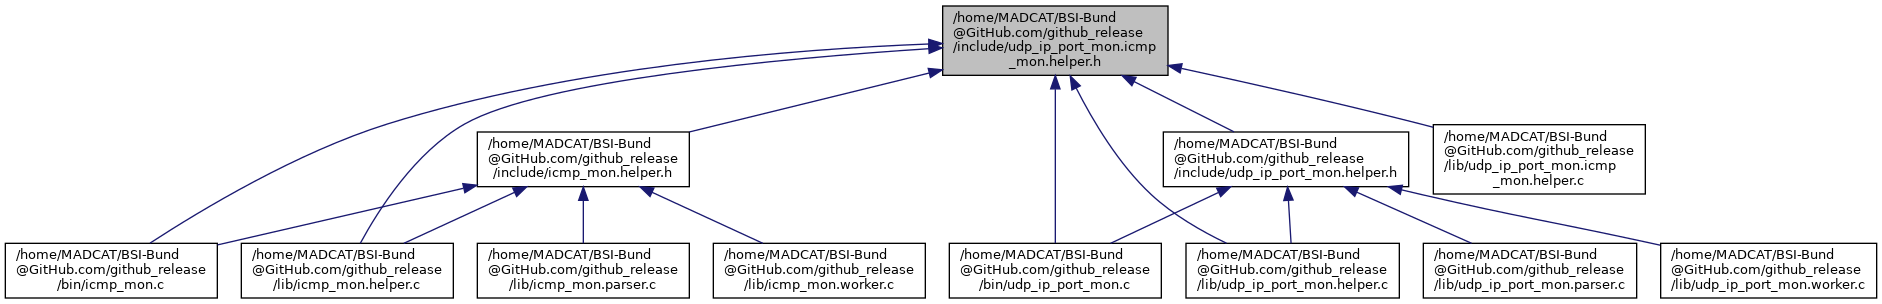 /home/MADCAT/BSI-Bund
@GitHub.com/github_release
/include/udp_ip_port_mon.icmp
_mon.helper.h
/home/MADCAT/BSI-Bund
@GitHub.com/github_release
/include/icmp_mon.helper.h
/home/MADCAT/BSI-Bund
@GitHub.com/github_release
/include/udp_ip_port_mon.helper.h
/home/MADCAT/BSI-Bund
@GitHub.com/github_release
/lib/udp_ip_port_mon.icmp
_mon.helper.c
/home/MADCAT/BSI-Bund
@GitHub.com/github_release
/bin/icmp_mon.c
/home/MADCAT/BSI-Bund
@GitHub.com/github_release
/lib/icmp_mon.helper.c
/home/MADCAT/BSI-Bund
@GitHub.com/github_release
/lib/icmp_mon.parser.c
/home/MADCAT/BSI-Bund
@GitHub.com/github_release
/lib/icmp_mon.worker.c
/home/MADCAT/BSI-Bund
@GitHub.com/github_release
/bin/udp_ip_port_mon.c
/home/MADCAT/BSI-Bund
@GitHub.com/github_release
/lib/udp_ip_port_mon.helper.c
/home/MADCAT/BSI-Bund
@GitHub.com/github_release
/lib/udp_ip_port_mon.parser.c
/home/MADCAT/BSI-Bund
@GitHub.com/github_release
/lib/udp_ip_port_mon.worker.c